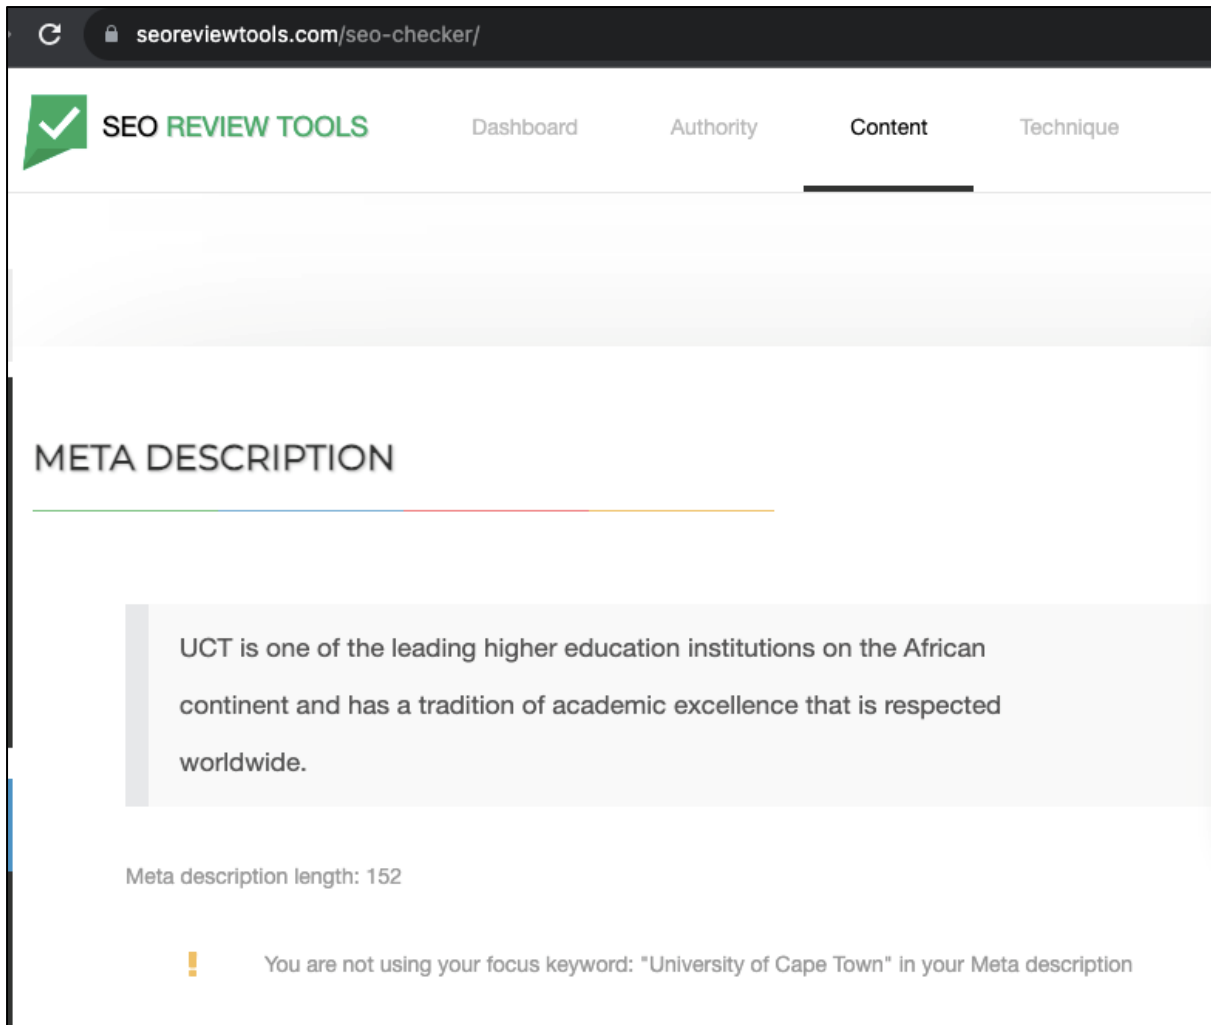 seoreviewtools.com/seo-checker/
SEO REVIEW TOOLS Dashboard Authority Content Technique
META DESCRIPTION
UCT is one of the leading higher education institutions on the African
continent and has a tradition of academic excellence that is respected
worldwide.
Meta description length: 152
! You are not using your focus keyword: "University of Cape Town" in your Meta description